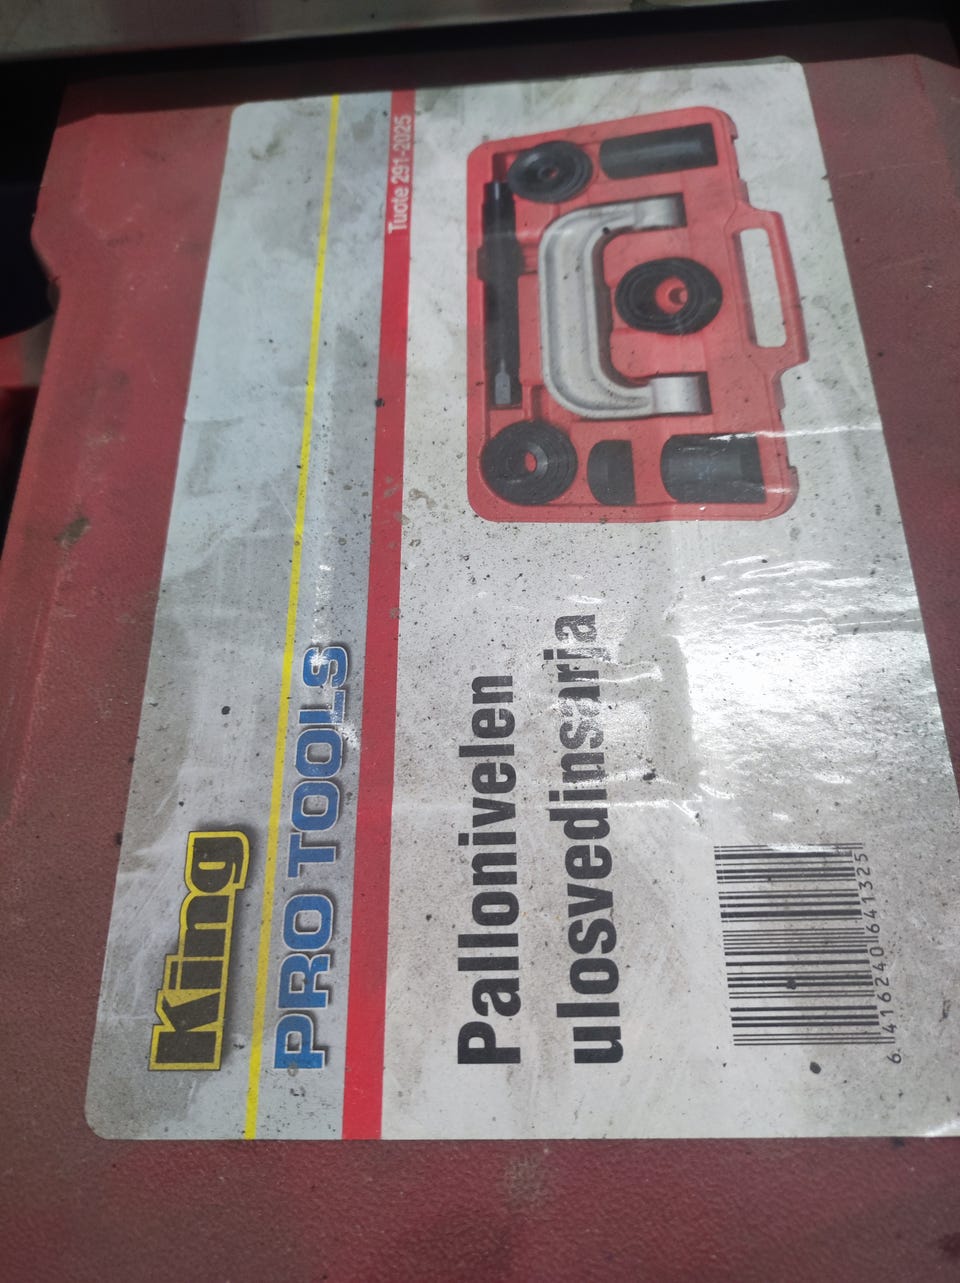 King
PRO TOOLS
Tuote 291-2025
Pallonivelen
ulosvedinsarja
6 416240 641325